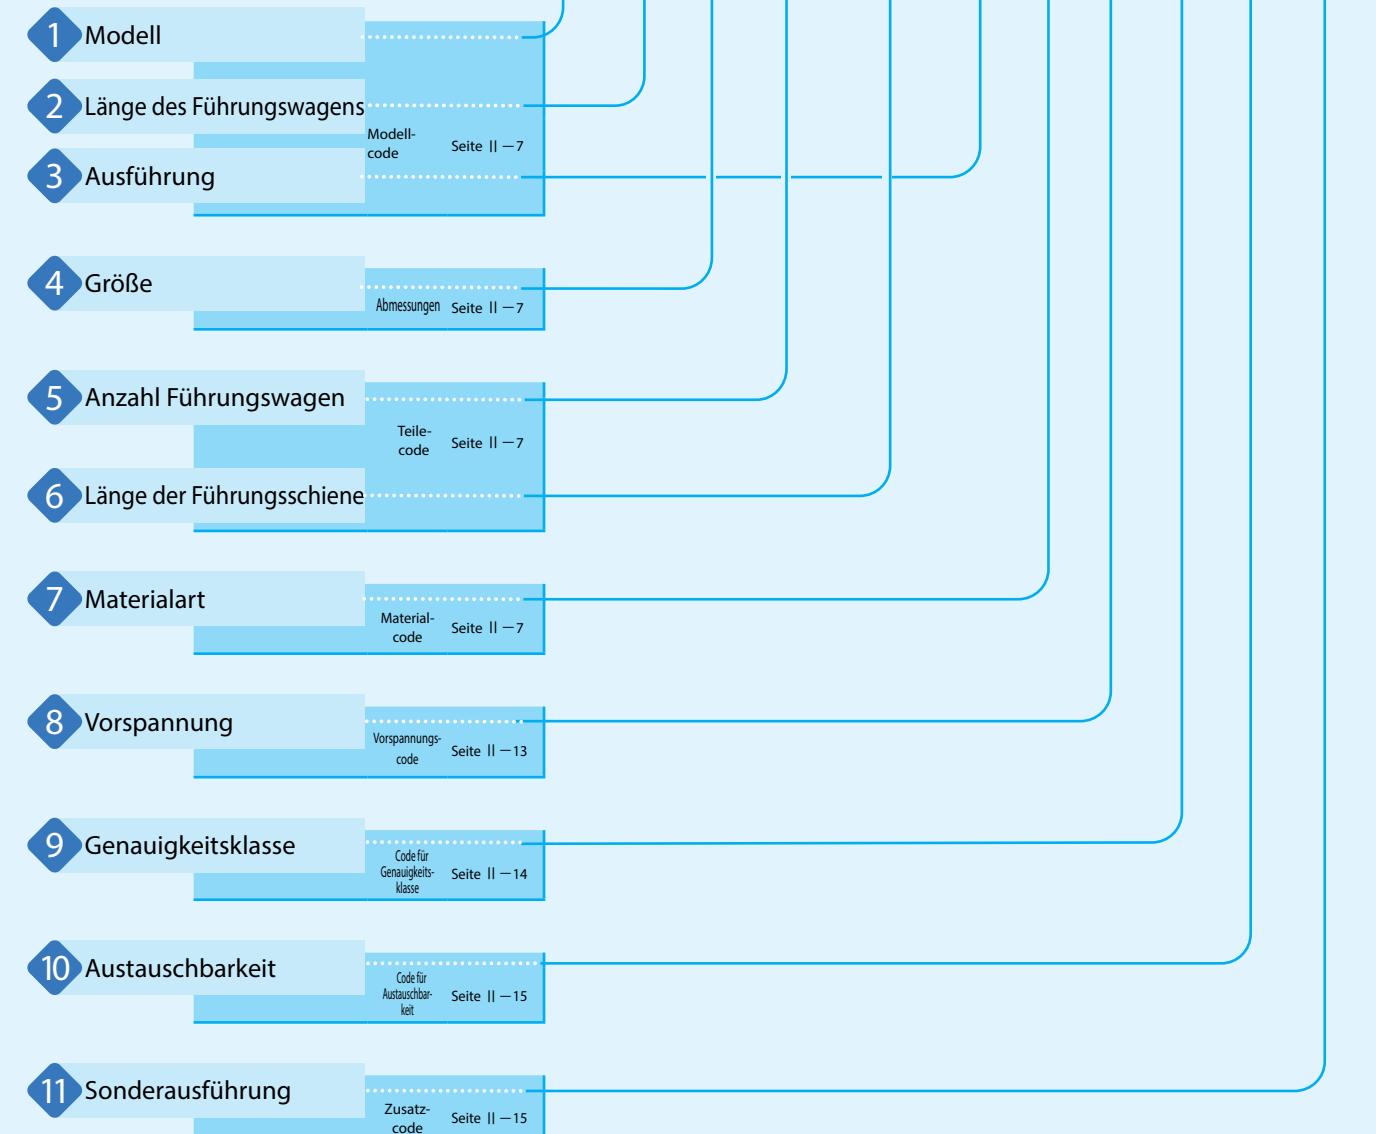 1 Modell
2 Länge des Führungswagens
Modell-
code
Seite II－7
3 Ausführung
4 Größe
Abmessungen Seite II－7
5 Anzahl Führungswagen
Teile-
code
Seite II－7
6 Länge der Führungsschiene
7 Materialart
Material-
code
Seite II－7
8 Vorspannung
Vorspannungs-
code
Seite II－13
9 Genauigkeitsklasse
Code für
Genauigkeits-
klasse
Seite II－14
10 Austauschbarkeit
Code für
Austauschbar-
keit
Seite II－15
11 Sonderausführung
Zusatz-
code
Seite II－15